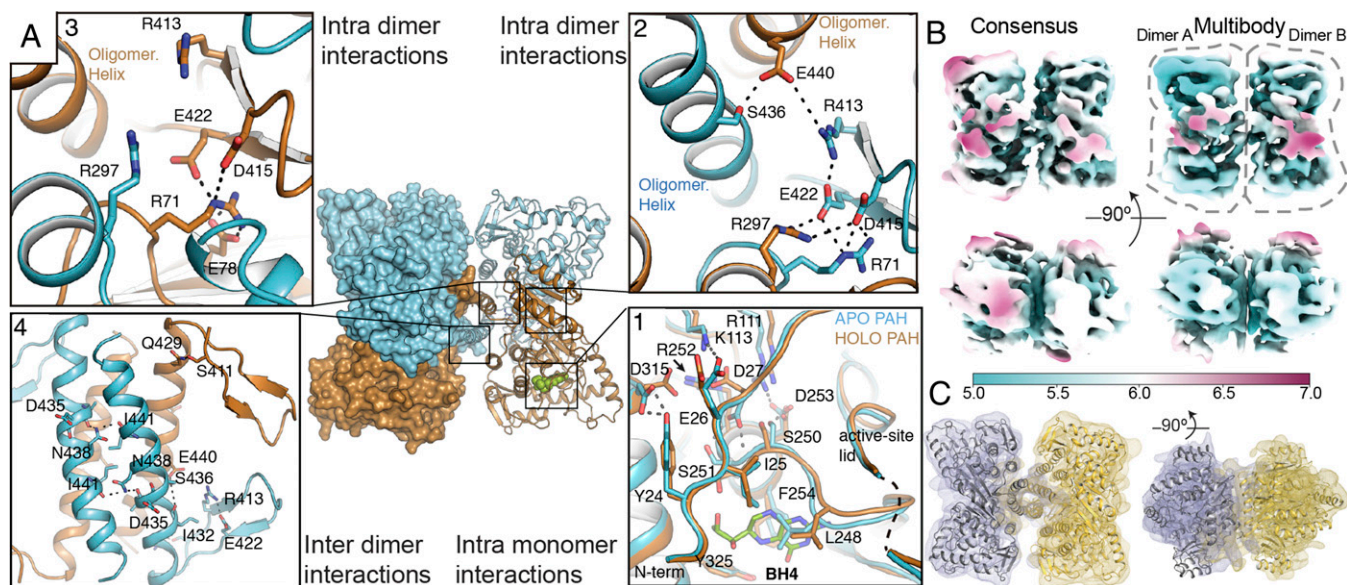 A
3
R413
Oligomer.
Helix
E422
R297
D415
R71
E78
Intra dimer
interactions
Intra dimer
interactions
2
Oligomer.
Helix
E440
S436
R413
Oligomer.
Helix
E422
R297
D415
R71
4
Q429
S411
D435
I441
N438
N438
E440
S436
I441
R413
D435
I432
E422
Inter dimer
interactions
Intra monomer
interactions
1
R111
APO PAH
K113
HOLO PAH
R252
D315
D27
D253
E26
S250
active-site
lid
S251
I25
Y24
F254
L248
Y325
N-term
BH4
B
Consensus
Multibody
Dimer A
Dimer B
90º
5.0
5.5
6.0
6.5
7.0
C
90º